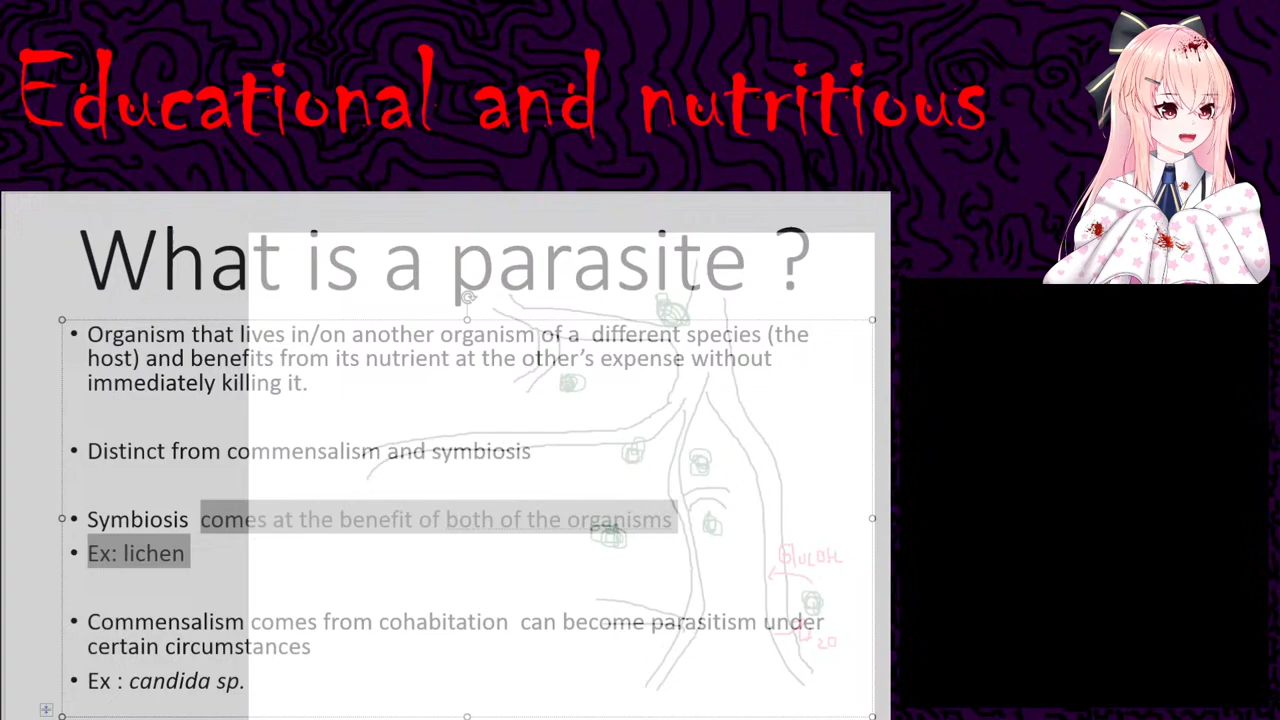 Educational and nutritious
What is a parasite ?
• Organism that lives in/on another organism of a different species (the
host) and benefits from its nutrient at the other's expense without
immediately killing it.
• Distinct from commensalism and symbiosis
• Symbiosis comes at the benefit of both of the organisms
• Ex: lichen
• Commensalism comes from cohabitation can become parasitism under
certain circumstances
• Ex : candida sp.